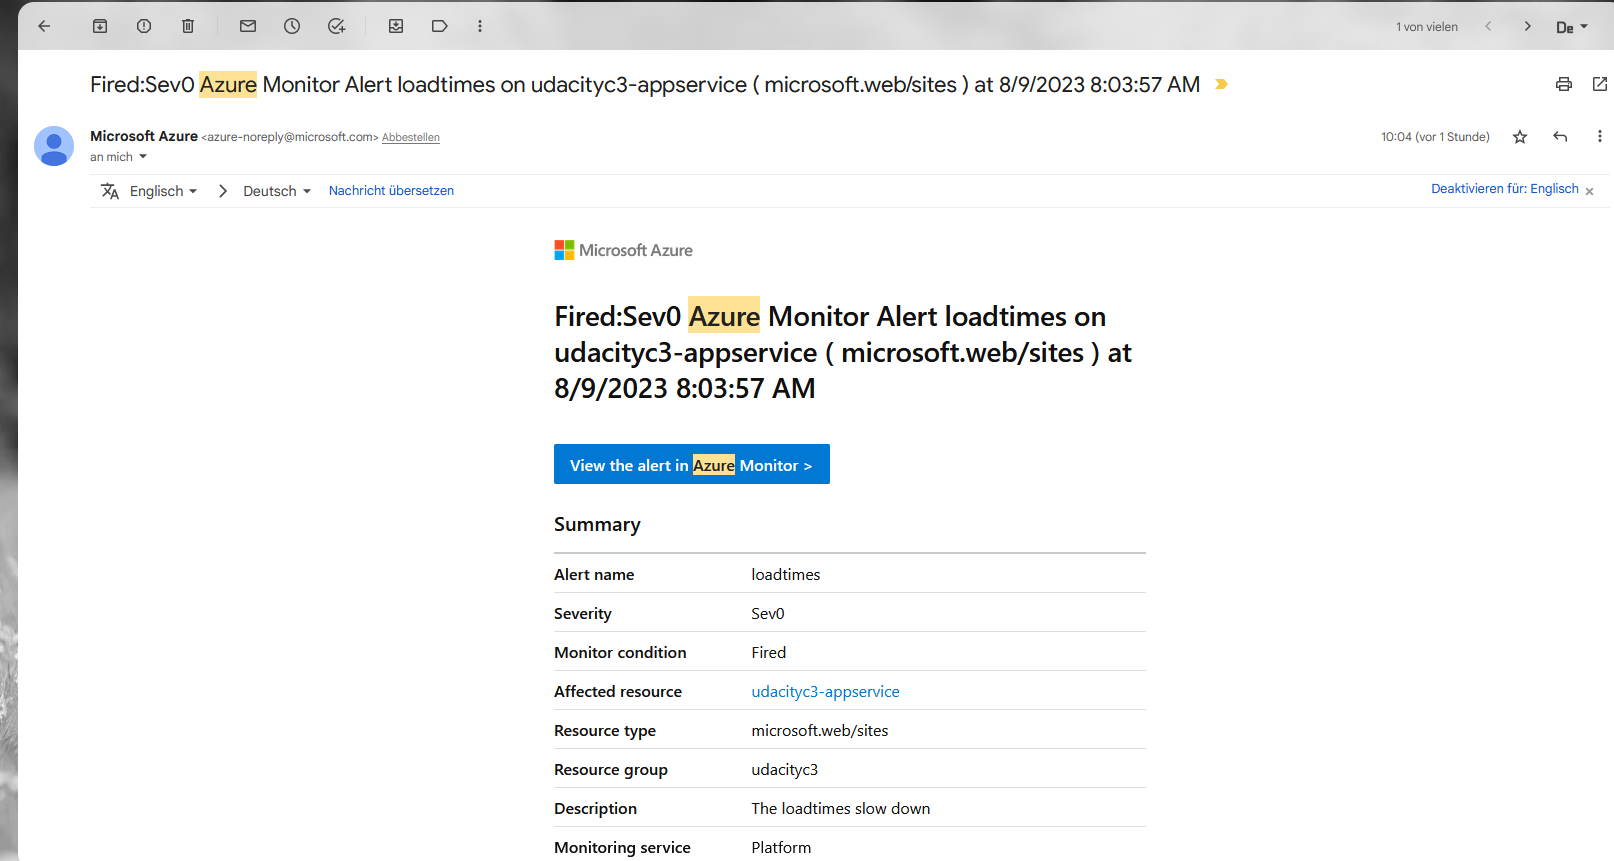 1 von vielen
De
Fired:Sev0 Azure Monitor Alert loadtimes on udacityc3-appservice ( microsoft.web/sites ) at 8/9/2023 8:03:57 AM
Microsoft Azure <azure-noreply@microsoft.com> Abbestellen
10:04 (vor 1 Stunde)
an mich
Englisch > Deutsch Nachricht übersetzen
Deaktivieren für: Englisch x
Microsoft Azure
Fired:Sev0 Azure Monitor Alert loadtimes on
udacityc3-appservice ( microsoft.web/sites ) at
8/9/2023 8:03:57 AM
View the alert in Azure Monitor >
Summary
Alert name loadtimes
Severity Sev0
Monitor condition Fired
Affected resource udacityc3-appservice
Resource type microsoft.web/sites
Resource group udacityc3
Description The loadtimes slow down
Monitoring service Platform